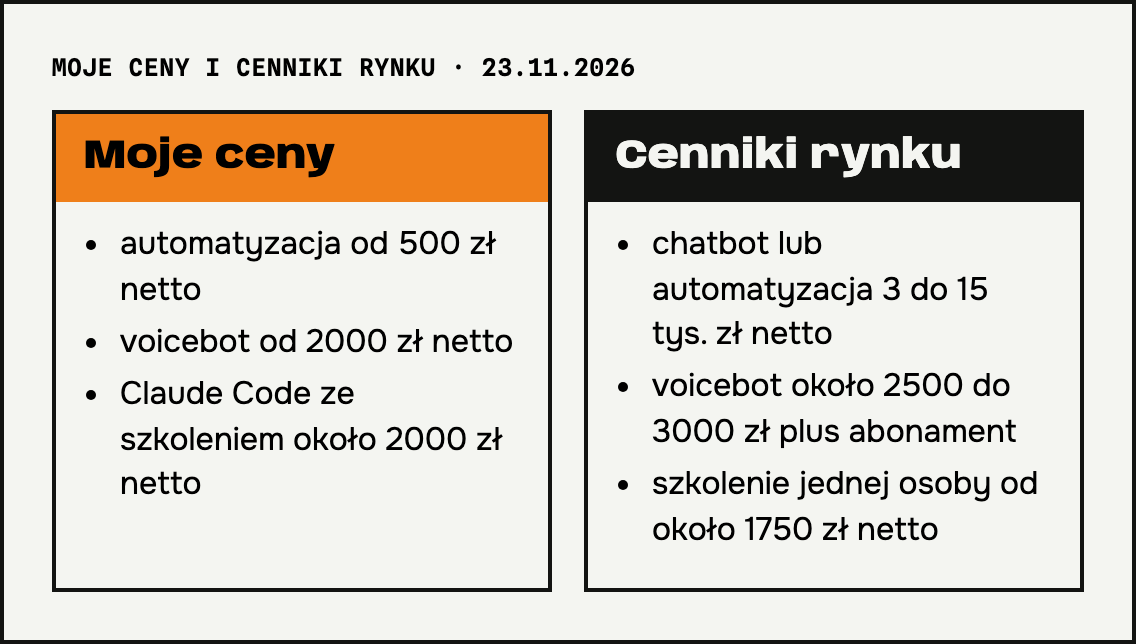 MOJE CENY I CENNIKI RYNKU · 23.11.2026
Moje ceny
• automatyzacja od 500 zł
netto
• voicebot od 2000 zł netto
• Claude Code ze
szkoleniem około 2000 zł
netto
Cenniki rynku
• chatbot lub
automatyzacja 3 do 15
tys. zł netto
• voicebot około 2500 do
3000 zł plus abonament
• szkolenie jednej osoby od
około 1750 zł netto